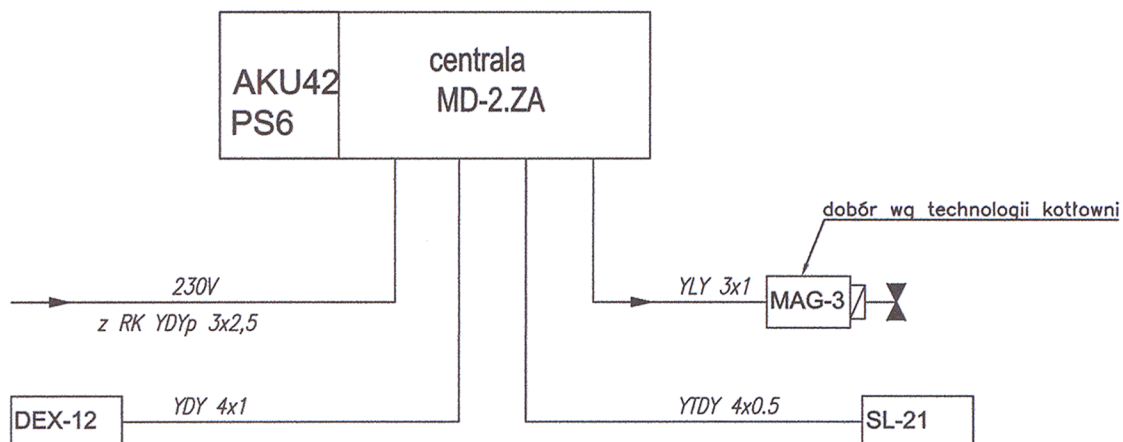 AKU42
PS6
centrala
MD-2.ZA
dobór wg technologii kotłowni
230V
z RK YDYp 3x2,5
YLY 3x1
MAG-3
DEX-12
YDY 4x1
YTDY 4x0.5
SL-21